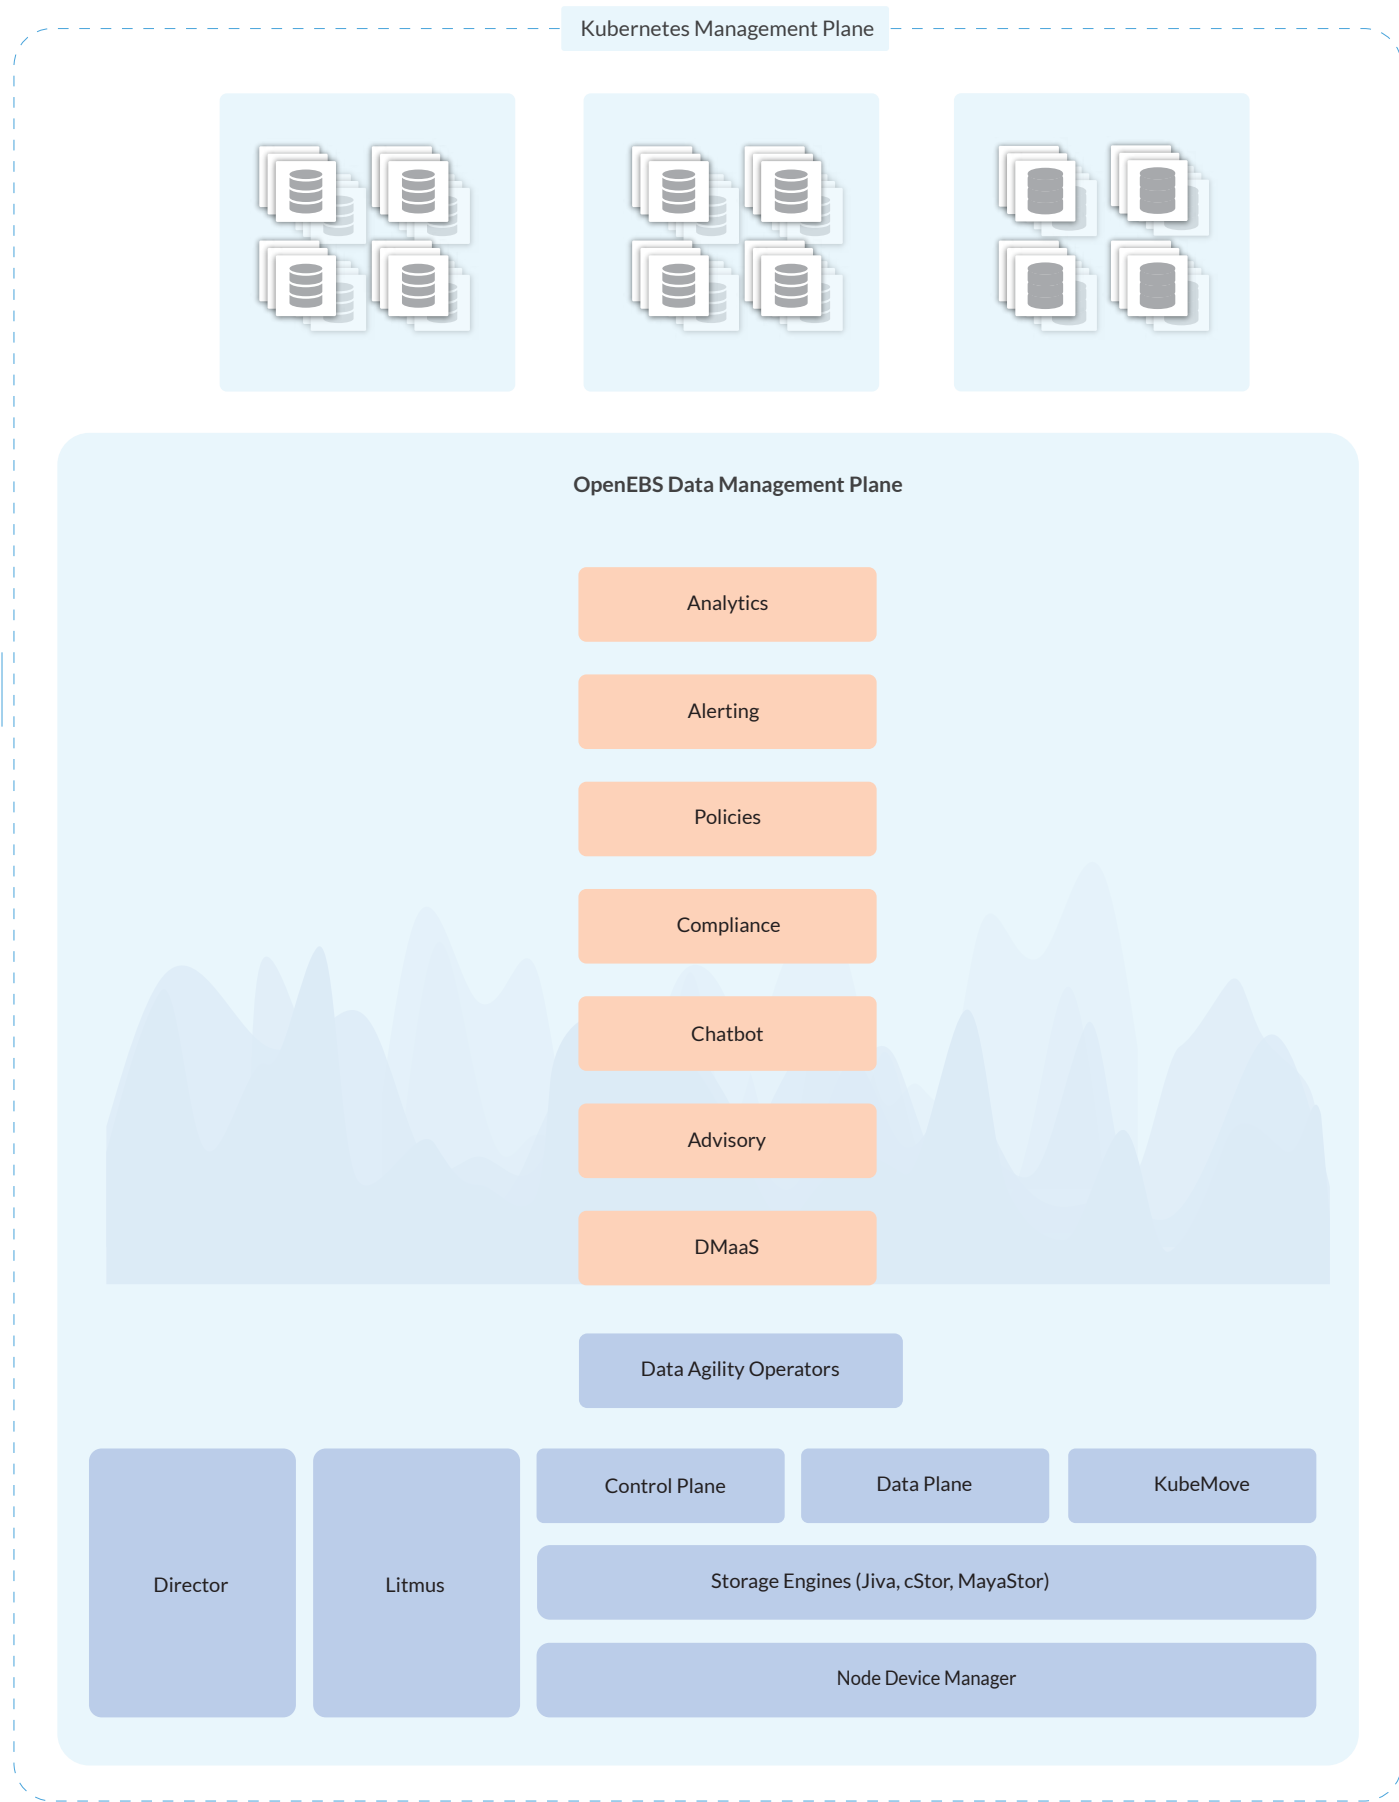 Kubernetes Management Plane
OpenEBS Data Management Plane
Analytics
Alerting
Policies
Compliance
Chatbot
Advisory
DMaaS
Data Agility Operators
Director
Litmus
Control Plane
Data Plane
KubeMove
Storage Engines (Jiva, cStor, MayaStor)
Node Device Manager